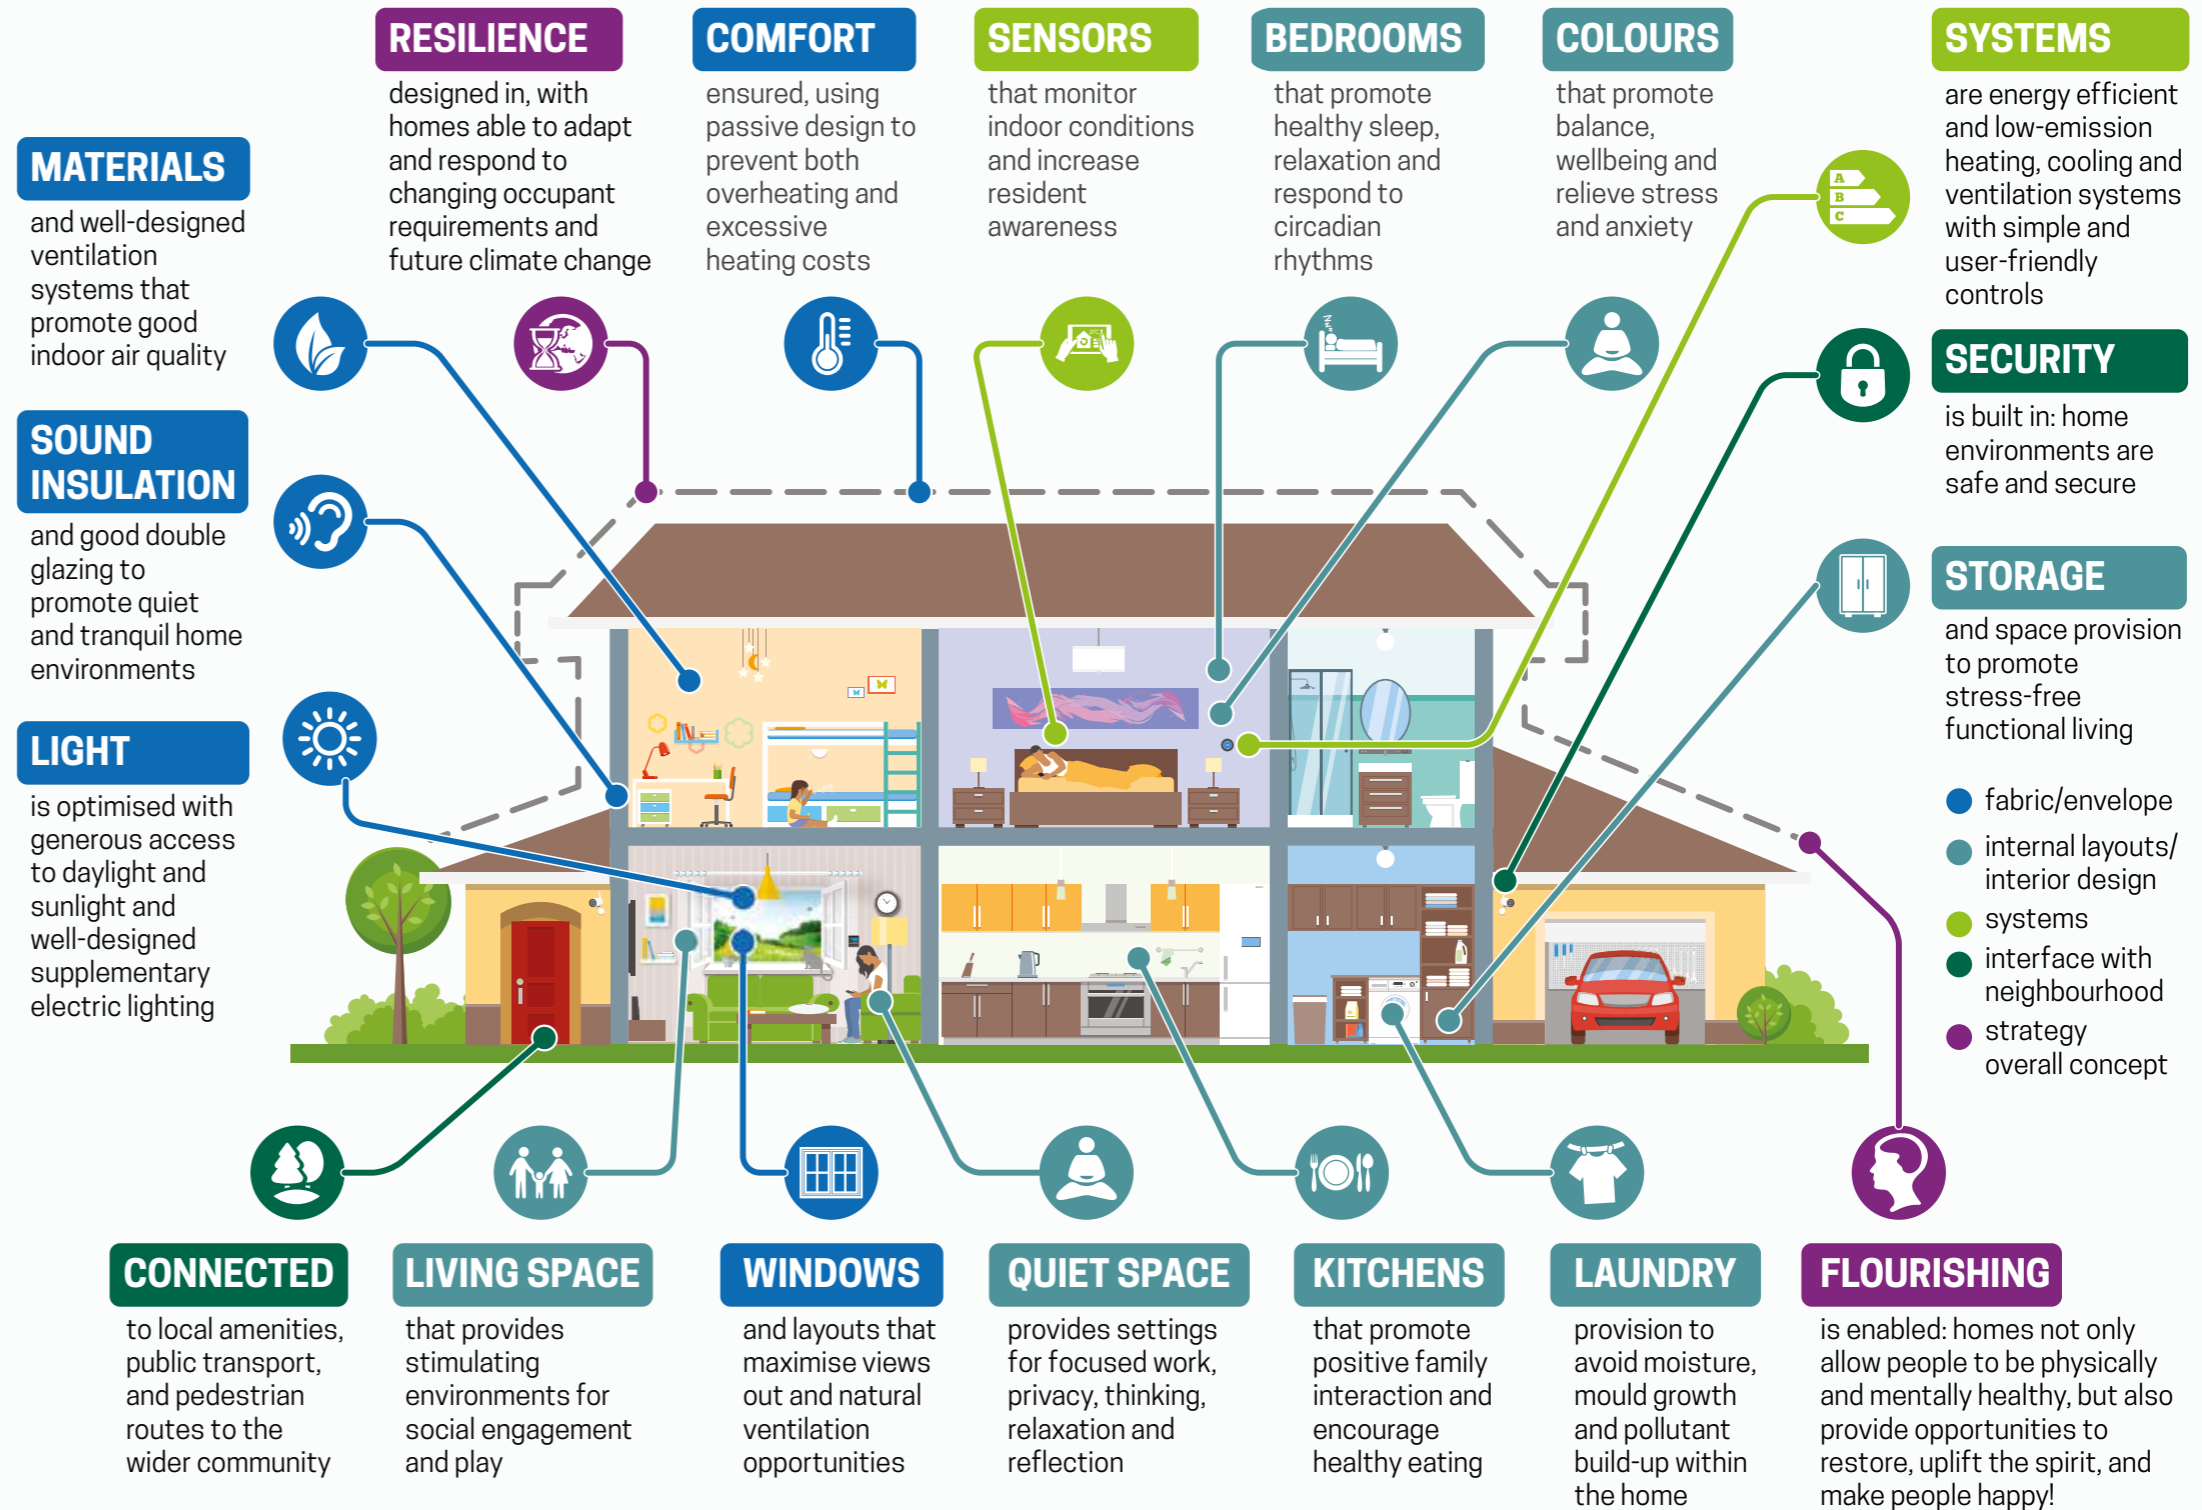 RESILIENCE
designed in, with
homes able to adapt
and respond to
changing occupant
requirements and
future climate change
COMFORT
ensured, using
passive design to
prevent both
overheating and
excessive
heating costs
SENSORS
that monitor
indoor conditions
and increase
resident
awareness
BEDROOMS
that promote
healthy sleep,
relaxation and
respond to
circadian
rhythms
COLOURS
that promote
balance,
wellbeing and
relieve stress
and anxiety
SYSTEMS
are energy efficient
and low-emission
heating, cooling and
ventilation systems
with simple and
user-friendly
controls
A
B
C
MATERIALS
and well-designed
ventilation
systems that
promote good
indoor air quality
SECURITY
is built in: home
environments are
safe and secure
SOUND
INSULATION
and good double
glazing to
promote quiet
and tranquil home
environments
STORAGE
and space provision
to promote
stress-free
functional living
LIGHT
is optimised with
generous access
to daylight and
sunlight and
well-designed
supplementary
electric lighting
fabric/envelope
internal layouts/
interior design
systems
interface with
neighbourhood
strategy
overall concept
CONNECTED
to local amenities,
public transport,
and pedestrian
routes to the
wider community
LIVING SPACE
that provides
stimulating
environments for
social engagement
and play
WINDOWS
and layouts that
maximise views
out and natural
ventilation
opportunities
QUIET SPACE
provides settings
for focused work,
privacy, thinking,
relaxation and
reflection
KITCHENS
that promote
positive family
interaction and
encourage
healthy eating
LAUNDRY
provision to
avoid moisture,
mould growth
and pollutant
build-up within
the home
FLOURISHING
is enabled: homes not only
allow people to be physically
and mentally healthy, but also
provide opportunities to
restore, uplift the spirit, and
make people happy!